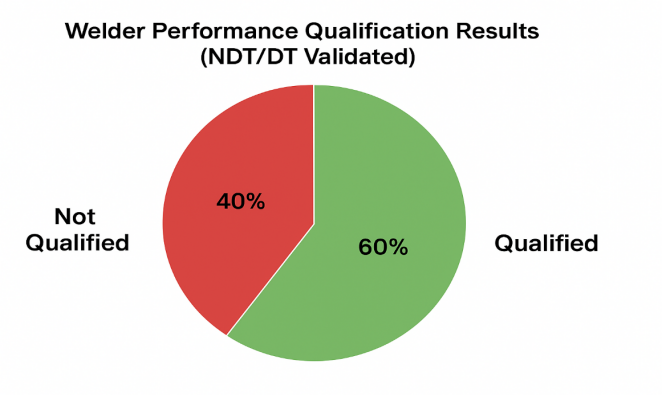 Welder Performance Qualification Results
(NDT/DT Validated)
40%
Not
Qualified
60%
Qualified